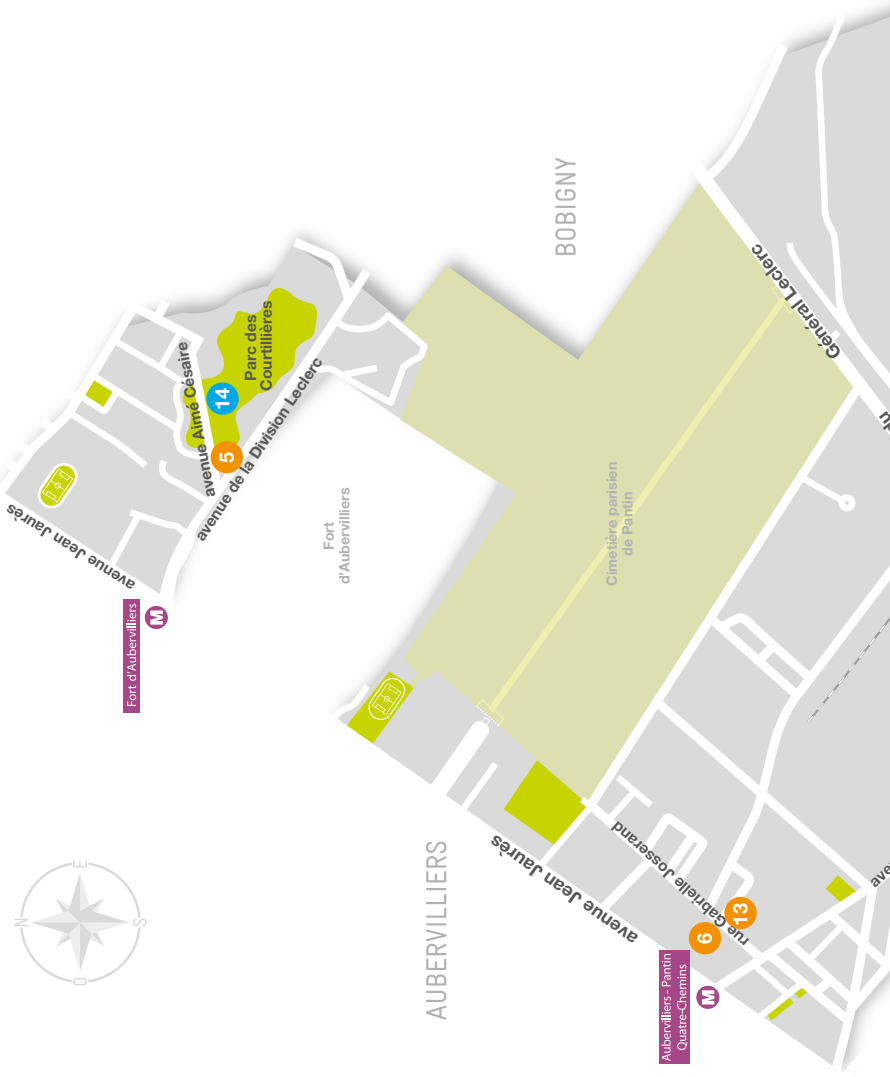 avenue Jean Jaurès
Fort d'Aubervilliers
M
avenue Aimé Césaire
14
Parc des
Courtillières
5
avenue de la Division Leclerc
Fort
d'Aubervilliers
BOBIGNY
Général Leclerc
du
Cimetière parisien
de Pantin
AUBERVILLIERS
avenue Jean Jaurès
rue Gabrielle Josserand
6
13
Aubervilliers - Pantin
Quatre-Chemins
M
ave
N
E
S
O